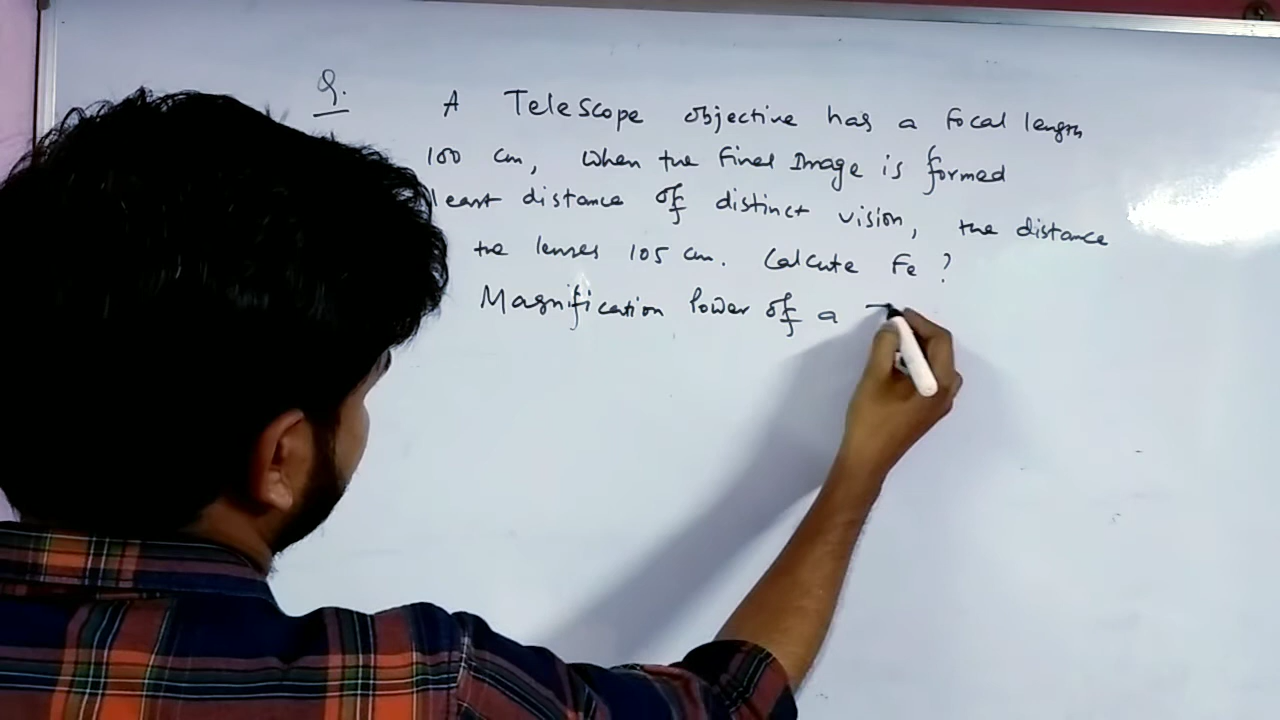 Q. A Telescope objective has a focal length
100 cm, When the final Image is formed
least distance of distinct vision, the distance
the lenses 105 cm. Calcute Fe ?
Magnification Power of a